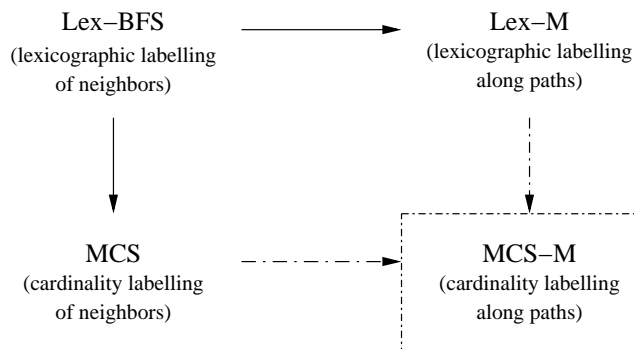 Lex–BFS
(lexicographic labelling
of neighbors)
Lex–M
(lexicographic labelling
along paths)
MCS
(cardinality labelling
of neighbors)
MCS–M
(cardinality labelling
along paths)